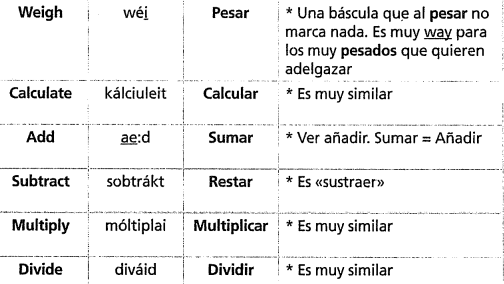 Weigh wéi Pesar * Una báscula que al pesar no
marca nada. Es muy way para
los muy pesados que quieren
adelgazar
Calculate kálciuleit Calcular * Es muy similar
Add ae:d Sumar * Ver añadir. Sumar = Añadir
Subtract sobtrákt Restar * Es «sustraer»
Multiply móltiplai Multiplicar * Es muy similar
Divide diváid Dividir * Es muy similar